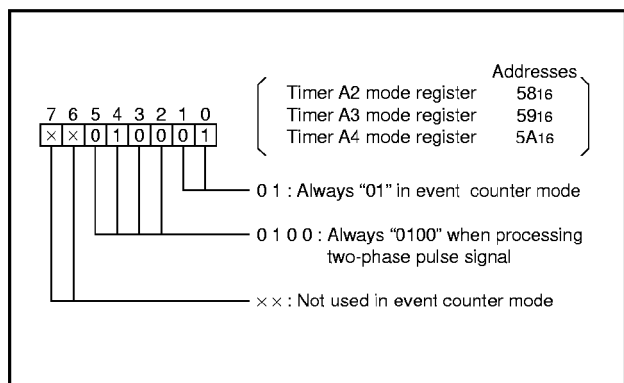 Addresses
Timer A2 mode register 5816
Timer A3 mode register 5916
Timer A4 mode register 5A16
7 6 5 4 3 2 1 0
× × 0 1 0 0 0 1
0 1 : Always “01” in event counter mode
0 1 0 0 : Always “0100” when processing
two-phase pulse signal
×× : Not used in event counter mode